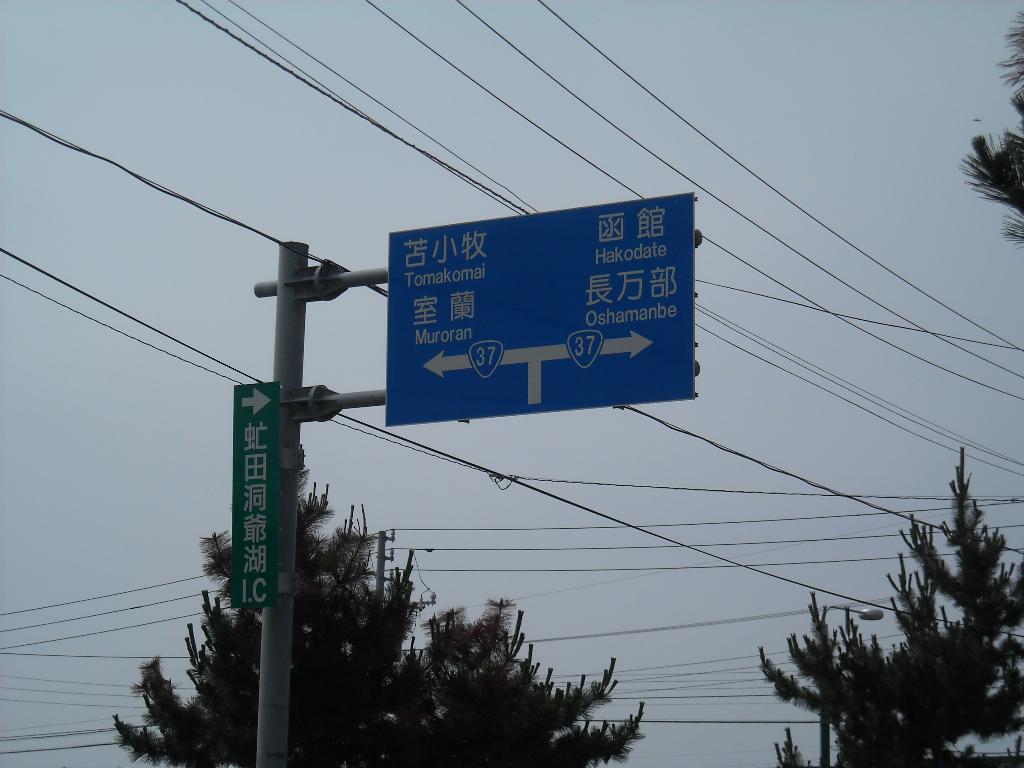 苫小牧
Tomakomai
室蘭
Muroran
函館
Hakodate
長万部
Oshamanbe
37
37
虻田洞爺湖
I.C